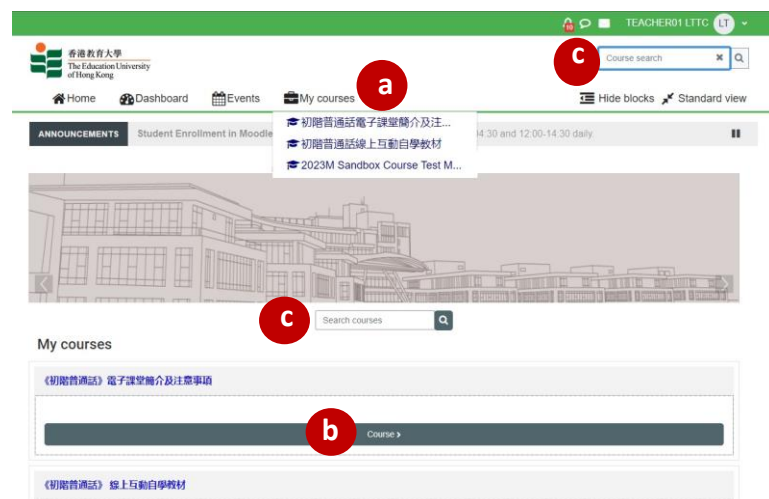 TEACHER01 LTTC LT
香港教育大學
The Education University
of Hong Kong
c
Course search
Home Dashboard Events My courses
a
Hide blocks Standard view
初階普通話電子課堂簡介及注...
初階普通話線上互動自學教材
2023M Sandbox Course Test M...
ANNOUNCEMENTS Student Enrollment in Moodle 4:30 and 12:00-14:30 daily.
c
Search courses
My courses
《初階普通話》電子課堂簡介及注意事項
b
Course
《初階普通話》 線上互動自學教材